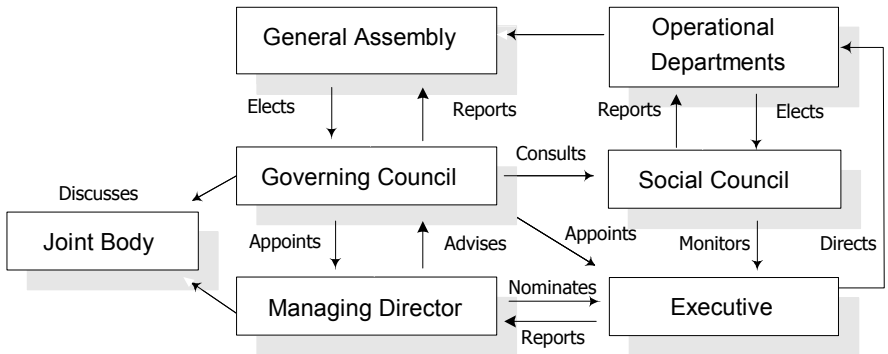 General Assembly
Operational
Departments
Elects
Reports
Reports
Elects
Governing Council
Consults
Social Council
Discusses
Joint Body
Appoints
Advises
Appoints
Monitors
Directs
Managing Director
Nominates
Reports
Executive